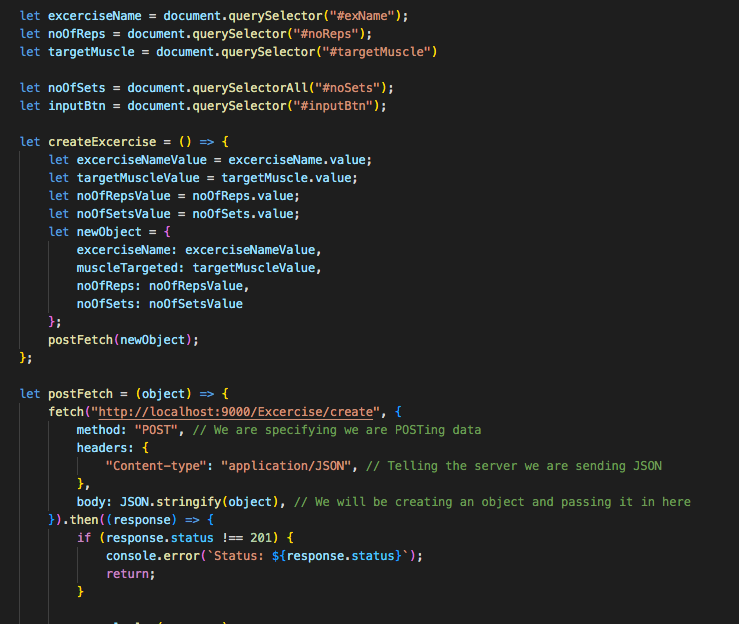 let excerciseName = document.querySelector("#exName");
let noOfReps = document.querySelector("#noReps");
let targetMuscle = document.querySelector("#targetMuscle")
let noOfSets = document.querySelectorAll("#noSets");
let inputBtn = document.querySelector("#inputBtn");
let createExcercise = () => {
    let excerciseNameValue = excerciseName.value;
    let targetMuscleValue = targetMuscle.value;
    let noOfRepsValue = noOfReps.value;
    let noOfSetsValue = noOfSets.value;
    let newObject = {
        excerciseName: excerciseNameValue,
        muscleTargeted: targetMuscleValue,
        noOfReps: noOfRepsValue,
        noOfSets: noOfSetsValue
    };
    postFetch(newObject);
};
let postFetch = (object) => {
    fetch("http://localhost:9000/Excercise/create", {
        method: "POST", // We are specifying we are POSTing data
        headers: {
            "Content-type": "application/JSON", // Telling the server we are sending JSON
        },
        body: JSON.stringify(object), // We will be creating an object and passing it in here
    }).then((response) => {
        if (response.status !== 201) {
            console.error(`Status: ${response.status}`);
            return;
        }